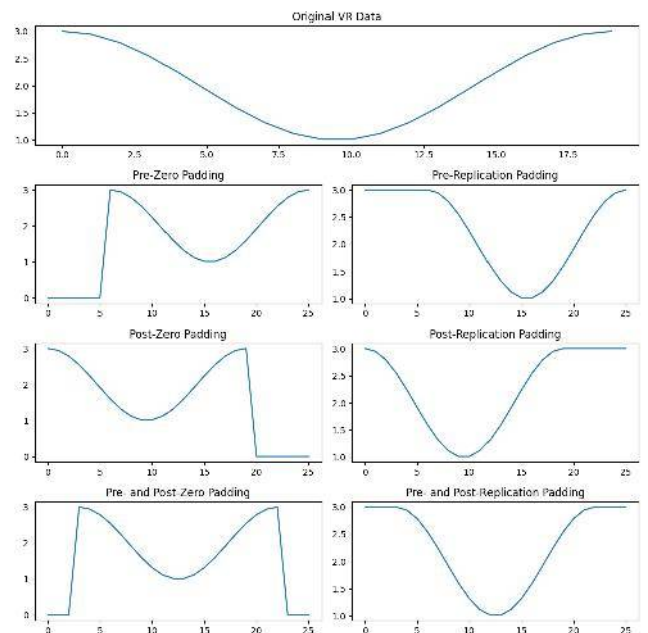 Original VR Data
3.0
2.5
2.0
1.5
1.0
0.0 2.5 5.0 7.5 10.0 12.5 15.0 17.5
Pre-Zero Padding
3
2
1
0
0 5 10 15 20 25
Pre-Replication Padding
3.0
2.5
2.0
1.5
1.0
0 5 10 15 20 25
Post-Zero Padding
3
2
1
0
0 5 10 15 20 25
Post-Replication Padding
3.0
2.5
2.0
1.5
1.0
0 5 10 15 20 25
Pre- and Post-Zero Padding
3
2
1
0
0 5 10 15 20 25
Pre- and Post-Replication Padding
3.0
2.5
2.0
1.5
1.0
0 5 10 15 20 25